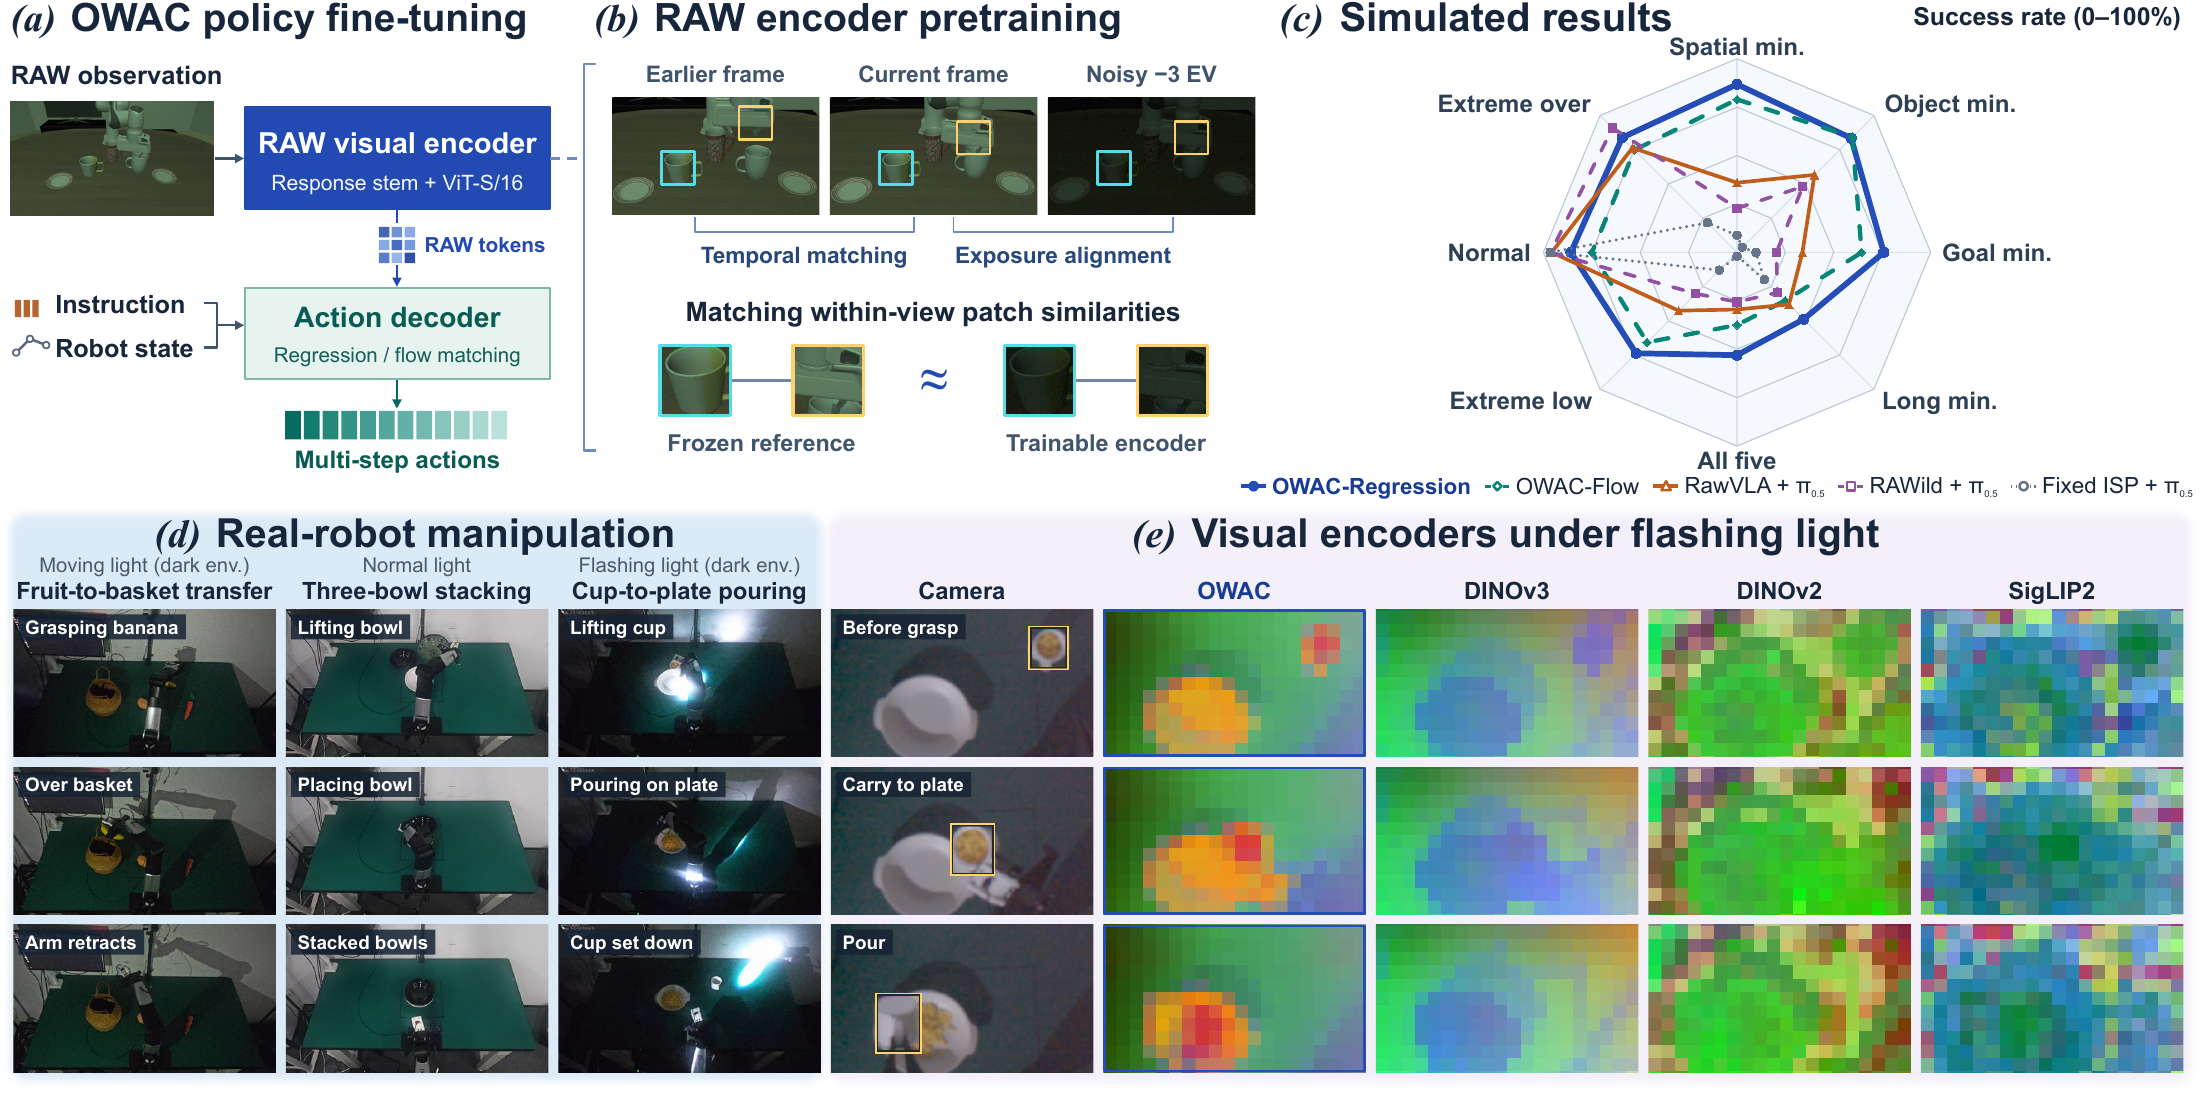 (a) OWAC policy fine-tuning
RAW observation
RAW visual encoder
Response stem + ViT-S/16
RAW tokens
Instruction
Robot state
Action decoder
Regression / flow matching
Multi-step actions
(b) RAW encoder pretraining
Earlier frame
Current frame
Noisy −3 EV
Temporal matching
Exposure alignment
Matching within-view patch similarities
≈
Frozen reference
Trainable encoder
(c) Simulated results
Success rate (0–100%)
Spatial min.
Extreme over
Object min.
Normal
Goal min.
Extreme low
Long min.
All five
OWAC-Regression
OWAC-Flow
RawVLA + π0.5
RAWild + π0.5
Fixed ISP + π0.5
(d) Real-robot manipulation
Moving light (dark env.)
Fruit-to-basket transfer
Normal light
Three-bowl stacking
Flashing light (dark env.)
Cup-to-plate pouring
Grasping banana
Lifting bowl
Lifting cup
Over basket
Placing bowl
Pouring on plate
Arm retracts
Stacked bowls
Cup set down
(e) Visual encoders under flashing light
Camera
OWAC
DINOv3
DINOv2
SigLIP2
Before grasp
Carry to plate
Pour